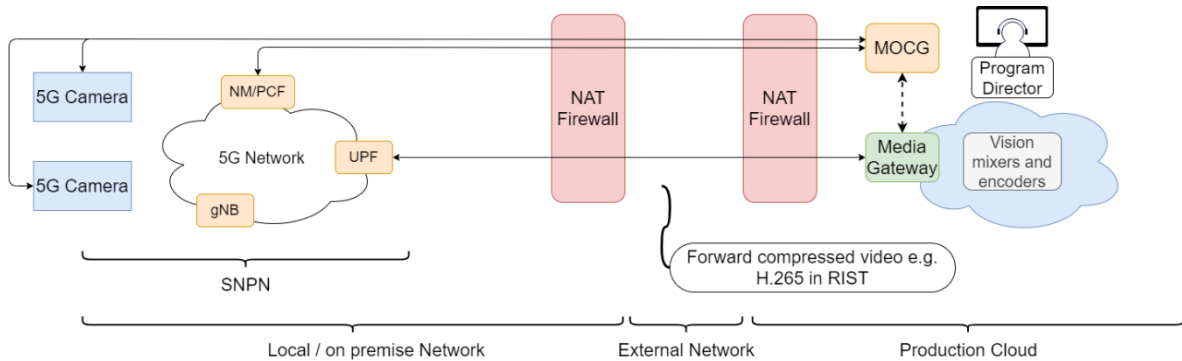 5G Camera
5G Camera
NM/PCF
5G Network
UPF
gNB
NAT
Firewall
NAT
Firewall
MOCG
Program
Director
Media
Gateway
Vision
mixers and
encoders
SNPN
Forward compressed video e.g.
H.265 in RIST
Local / on premise Network
External Network
Production Cloud